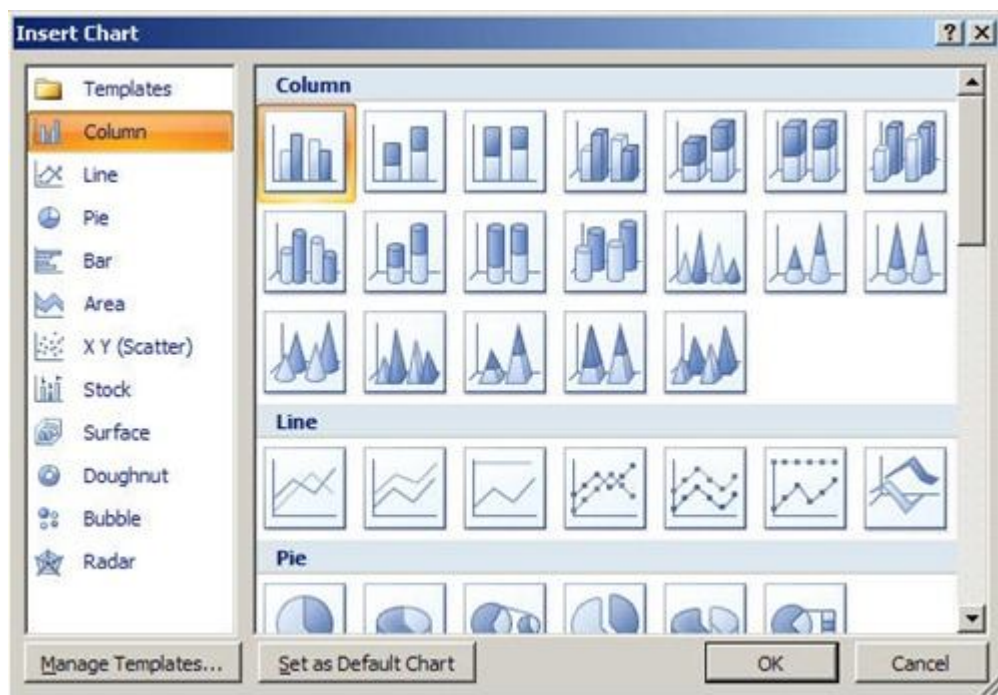 Insert Chart
Templates
Column
Line
Pie
Bar
Area
X Y (Scatter)
Stock
Surface
Doughnut
Bubble
Radar
Column
Line
Pie
Manage Templates...
Set as Default Chart
OK
Cancel